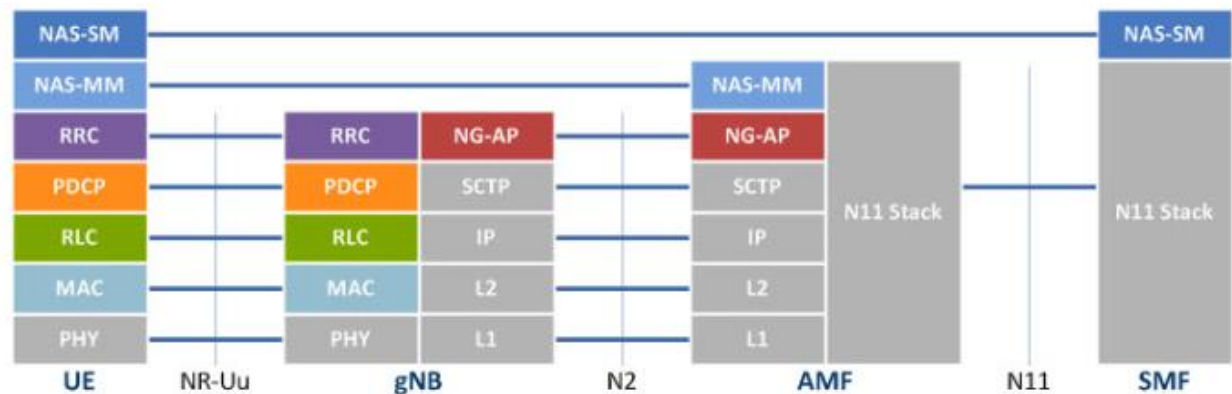 NAS-SM NAS-SM
NAS-MM NAS-MM
RRC RRC NG-AP NG-AP
PDCP PDCP SCTP SCTP
N11 Stack N11 Stack
RLC RLC IP IP
MAC MAC L2 L2
PHY PHY L1 L1
UE NR-Uu gNB N2 AMF N11 SMF